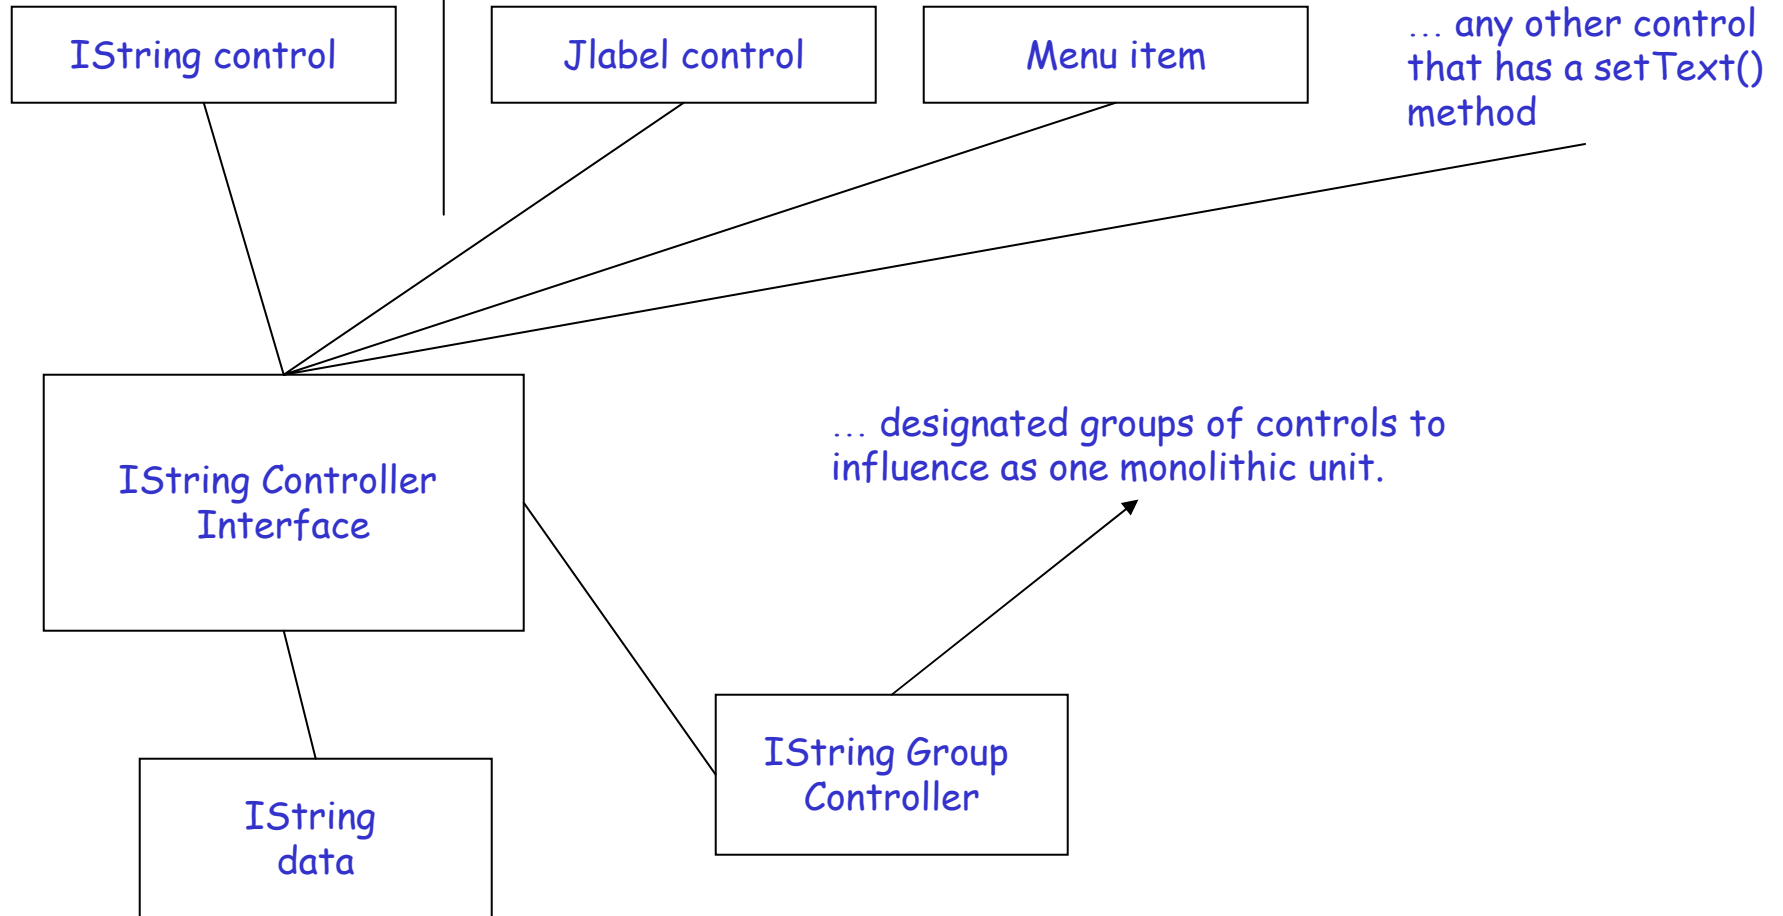 IString control
Jlabel control
Menu item
... any other control
that has a setText()
method
... designated groups of controls to
influence as one monolithic unit.
IString Controller
Interface
IString Group
Controller
IString
data